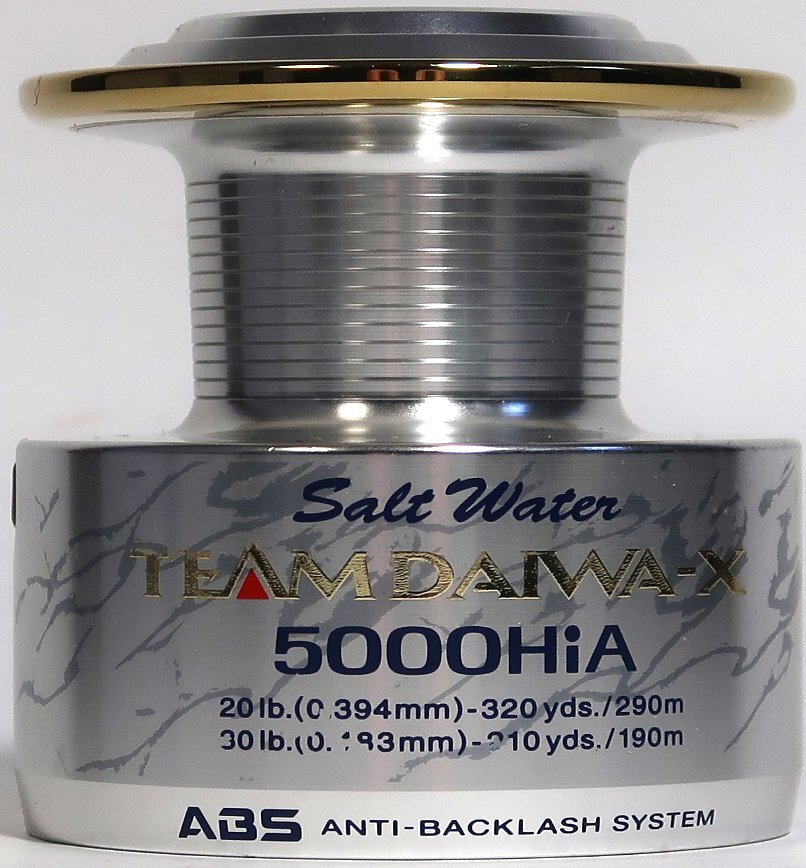 Salt Water
TEAM DAIWA-X
5000HiA
20 lb.(0.394mm)-320 yds./290m
30 lb. yds./190m
ABS ANTI-BACKLASH SYSTEM